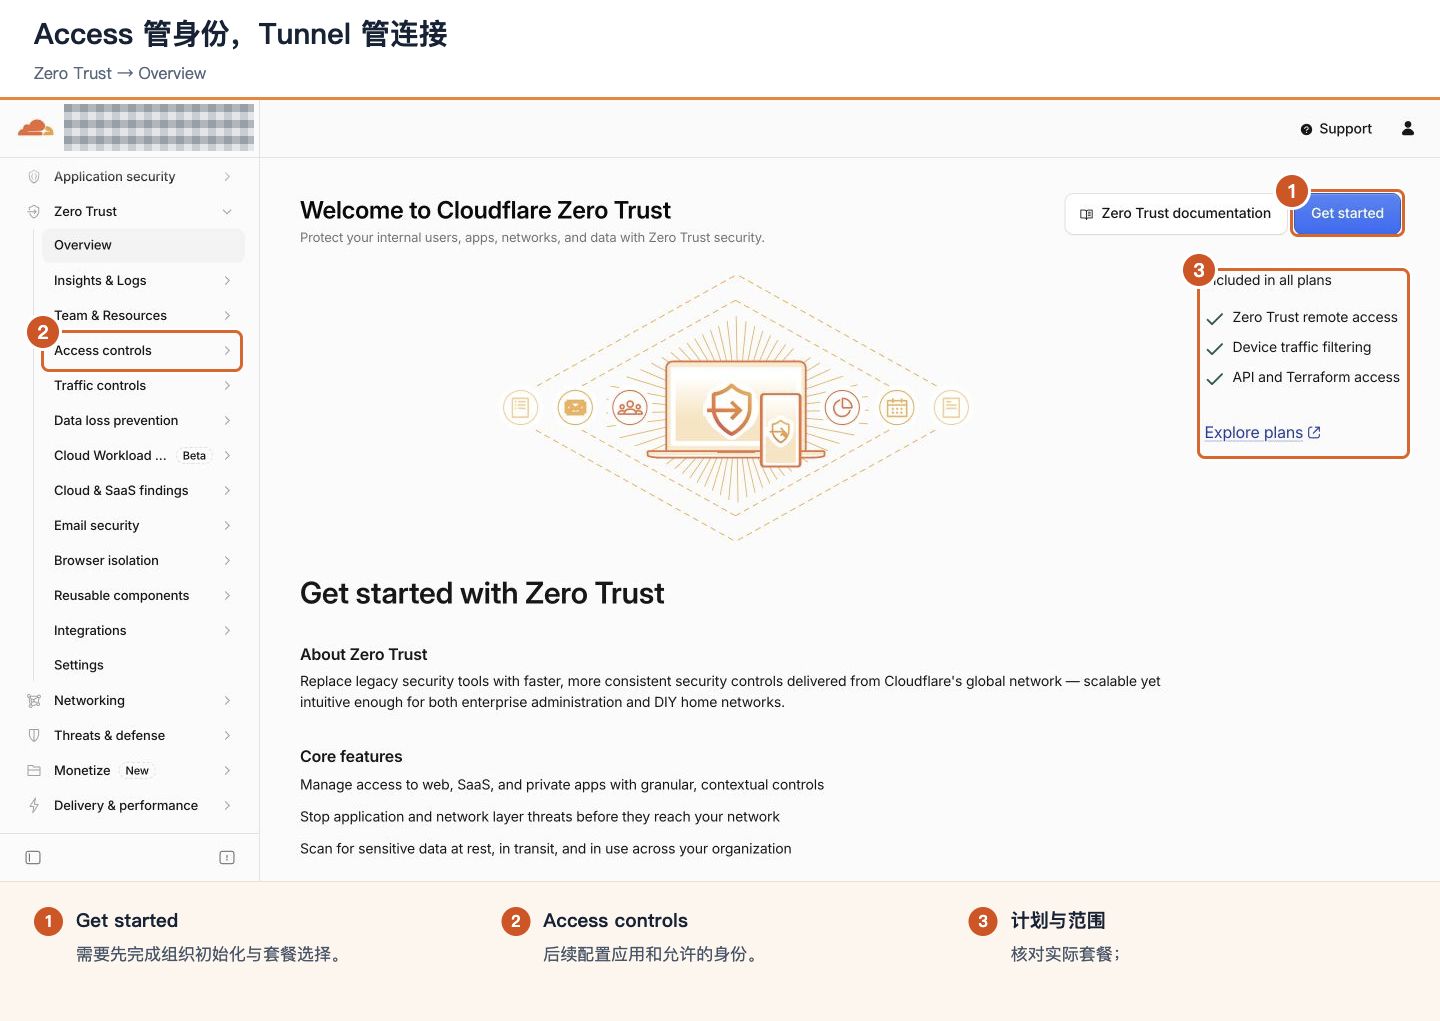 Access 管身份，Tunnel 管连接
Zero Trust → Overview
Support
Application security
Zero Trust
Overview
Insights & Logs
Team & Resources
2
Access controls
Traffic controls
Data loss prevention
Cloud Workload ... Beta
Cloud & SaaS findings
Email security
Browser isolation
Reusable components
Integrations
Settings
Networking
Threats & defense
Monetize New
Delivery & performance
Welcome to Cloudflare Zero Trust
Protect your internal users, apps, networks, and data with Zero Trust security.
Zero Trust documentation
1
Get started
3
cluded in all plans
Zero Trust remote access
Device traffic filtering
API and Terraform access
Explore plans
Get started with Zero Trust
About Zero Trust
Replace legacy security tools with faster, more consistent security controls delivered from Cloudflare's global network — scalable yet
intuitive enough for both enterprise administration and DIY home networks.
Core features
Manage access to web, SaaS, and private apps with granular, contextual controls
Stop application and network layer threats before they reach your network
Scan for sensitive data at rest, in transit, and in use across your organization
1 Get started
需要先完成组织初始化与套餐选择。
2 Access controls
后续配置应用和允许的身份。
3 计划与范围
核对实际套餐；